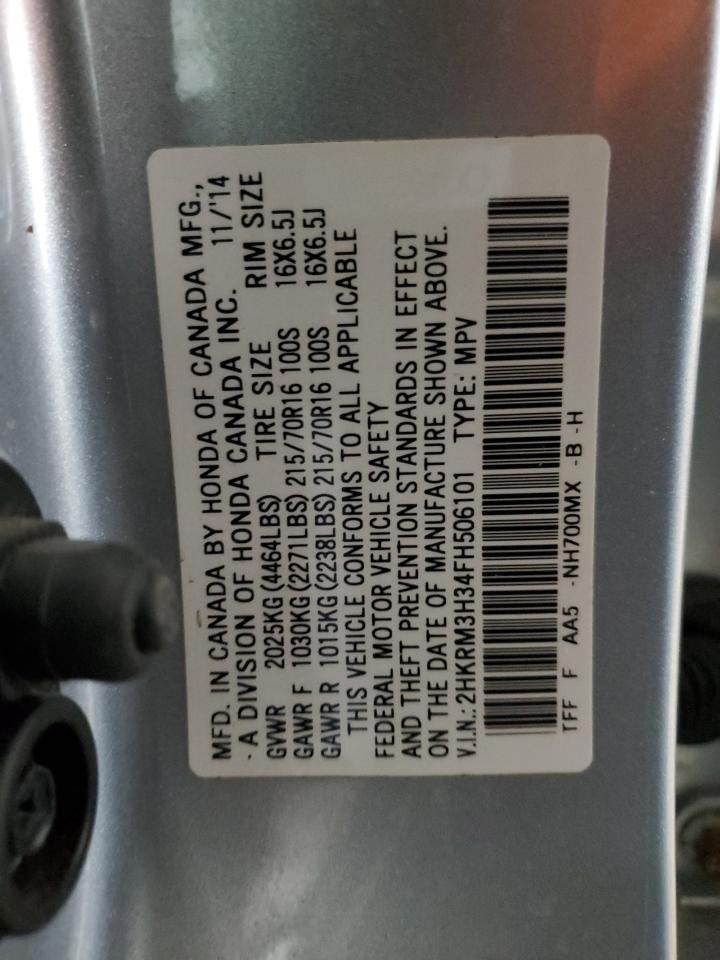 MFD. IN CANADA BY HONDA OF CANADA MFG.,
- A DIVISION OF HONDA CANADA INC. 11/'14
GVWR 2025KG (4464LBS) TIRE SIZE RIM SIZE
GAWR F 1030KG (2271LBS) 215/70R16 100S 16X6.5J
GAWR R 1015KG (2238LBS) 215/70R16 100S 16X6.5J
THIS VEHICLE CONFORMS TO ALL APPLICABLE
FEDERAL MOTOR VEHICLE SAFETY
AND THEFT PREVENTION STANDARDS IN EFFECT
ON THE DATE OF MANUFACTURE SHOWN ABOVE.
V.I.N.: 2HKRM3H34FH506101 TYPE: MPV
TFF F AA5 -NH700MX -B -H